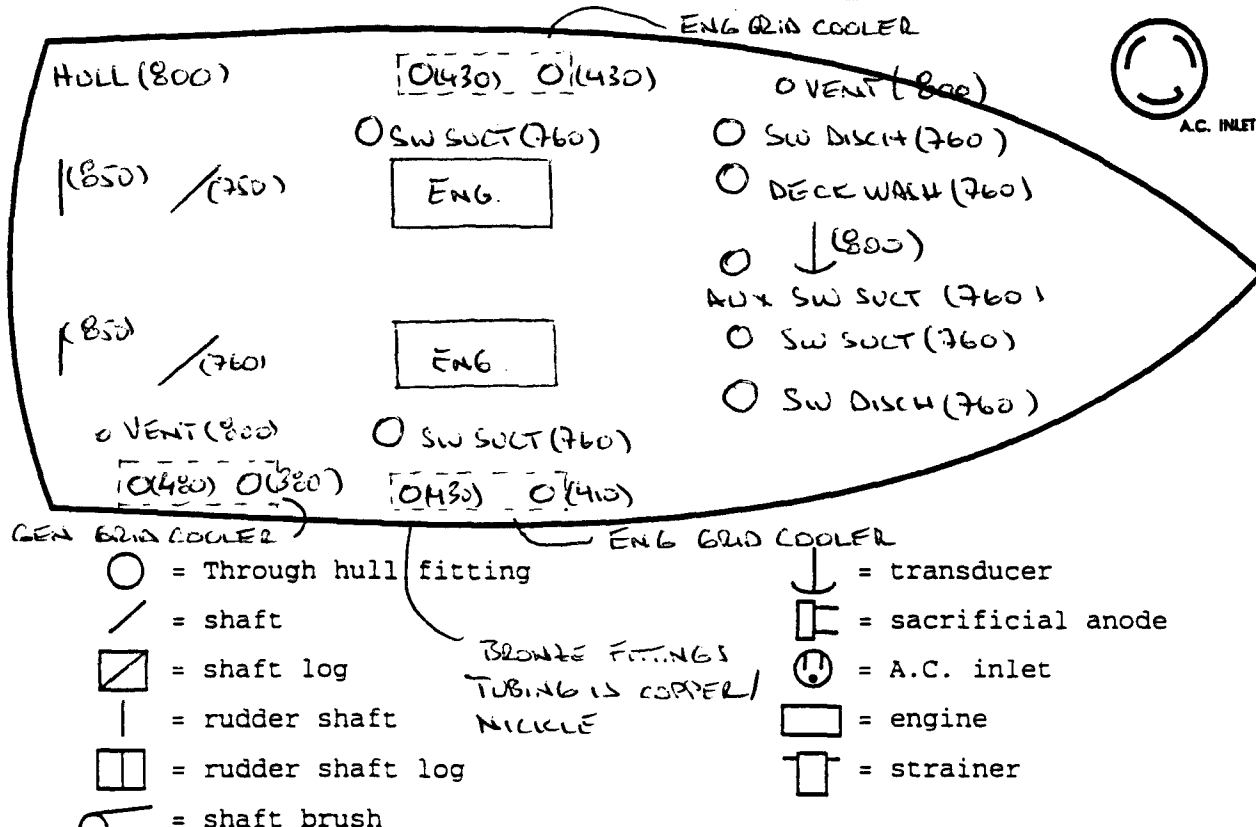 ENG GRID COOLER
HULL (800)
O(430) O(430)
O VENT (800)
A.C. INLET
O SW SUCT (760)
O SW DISCH (760)
(850)
(750)
ENG.
O DECK WASH (760)
(800)
AUX SW SUCT (760)
(850)
(760)
ENG.
O SW SUCT (760)
O SW DISCH (760)
O VENT (800)
O SW SUCT (760)
O(480) O(380)
O(430) O(410)
GEN GRID COOLER
ENG GRID COOLER
= Through hull fitting
= transducer
= shaft
= sacrificial anode
BRONZE FITTINGS
= shaft log
TUBING IS COPPER/
= A.C. inlet
= rudder shaft
NICKLE
= engine
= rudder shaft log
= strainer
= shaft brush